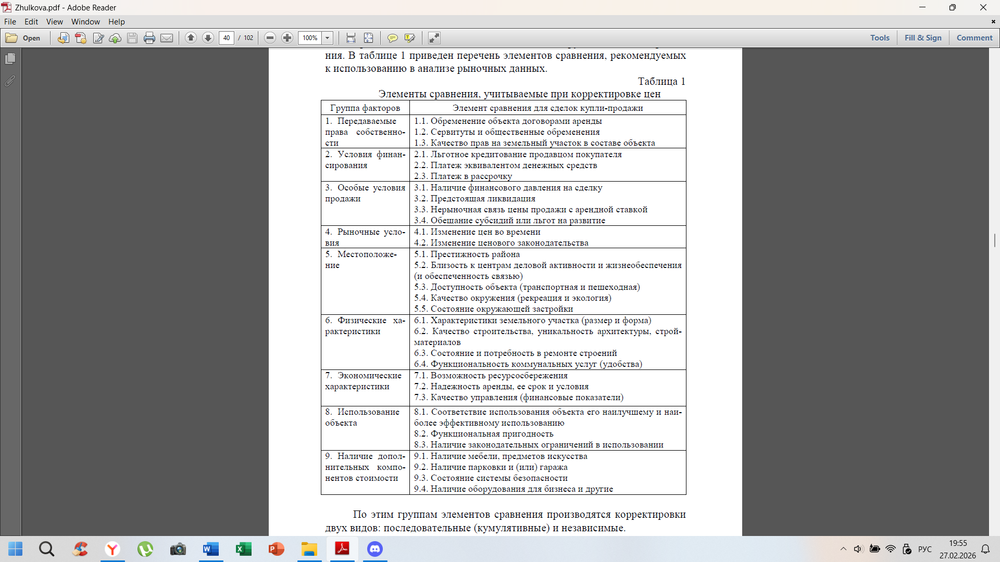 Zhulkova.pdf - Adobe Reader
File Edit View Window Help
Open 40 / 102 100% Tools Fill & Sign Comment
ния. В таблице 1 приведен перечень элементов сравнения, рекомендуемых
к использованию в анализе рыночных данных.
Таблица 1
Элементы сравнения, учитываемые при корректировке цен
Группа факторов
Элемент сравнения для сделок купли-продажи
1. Передаваемые
права собственно-
сти
1.1. Обременение объекта договорами аренды
1.2. Сервитуты и общественные обременения
1.3. Качество прав на земельный участок в составе объекта
2. Условия финан-
сирования
2.1. Льготное кредитование продавцом покупателя
2.2. Платеж эквивалентом денежных средств
2.3. Платеж в рассрочку
3. Особые условия
продажи
3.1. Наличие финансового давления на сделку
3.2. Предстоящая ликвидация
3.3. Нерыночная связь цены продажи с арендной ставкой
3.4. Обещание субсидий или льгот на развитие
4. Рыночные усло-
вия
4.1. Изменение цен во времени
4.2. Изменение ценового законодательства
5. Местоположе-
ние
5.1. Престижность района
5.2. Близость к центрам деловой активности и жизнеобеспечения
(и обеспеченность связью)
5.3. Доступность объекта (транспортная и пешеходная)
5.4. Качество окружения (рекреация и экология)
5.5. Состояние окружающей застройки
6. Физические ха-
рактеристики
6.1. Характеристики земельного участка (размер и форма)
6.2. Качество строительства, уникальность архитектуры, строй-
материалов
6.3. Состояние и потребность в ремонте строений
6.4. Функциональность коммунальных услуг (удобства)
7. Экономические
характеристики
7.1. Возможность ресурсосбережения
7.2. Надежность аренды, ее срок и условия
7.3. Качество управления (финансовые показатели)
8. Использование
объекта
8.1. Соответствие использования объекта его наилучшему и наи-
более эффективному использованию
8.2. Функциональная пригодность
8.3. Наличие законодательных ограничений в использовании
9. Наличие допол-
нительных компо-
нентов стоимости
9.1. Наличие мебели, предметов искусства
9.2. Наличие парковки и (или) гаража
9.3. Состояние системы безопасности
9.4. Наличие оборудования для бизнеса и другие
По этим группам элементов сравнения производятся корректировки
двух видов: последовательные (кумулятивные) и независимые.
РУС
19:55
27.02.2026